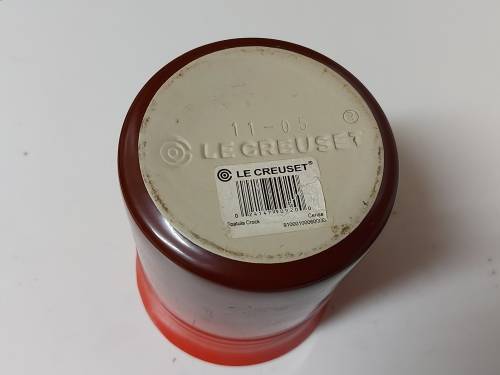 11-05 ®
LE CREUSET
LE CREUSET®
Spatula Crock Cerise